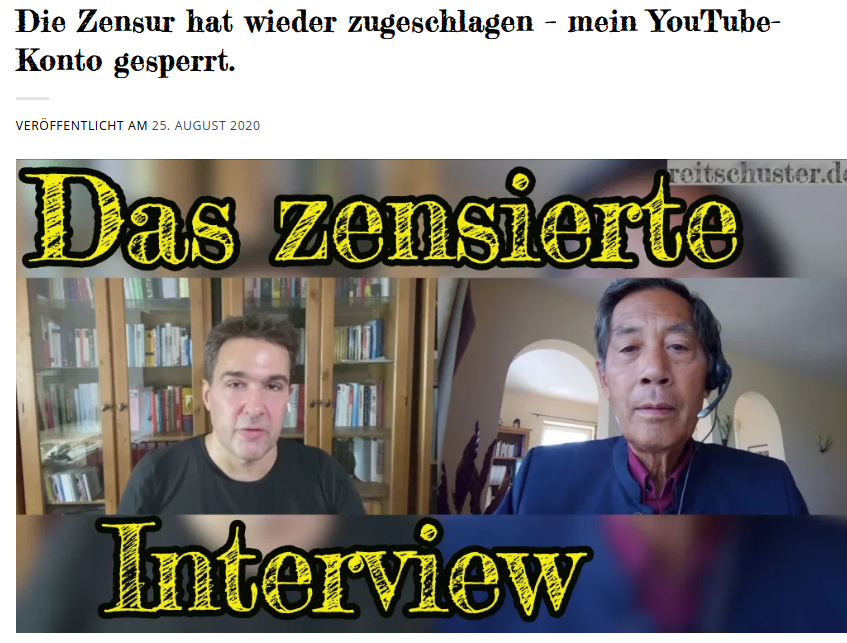 Die Zensur hat wieder zugeschlagen – mein YouTube-
Konto gesperrt.
VERÖFFENTLICHT AM 25. AUGUST 2020
reitschuster.de
Das zensierte
Interview